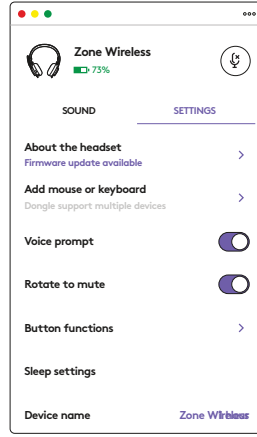 Zone Wireless
73%
SOUND SETTINGS
About the headset
Firmware update available
Add mouse or keyboard
Dongle support multiple devices
Voice prompt
Rotate to mute
Button functions
Sleep settings
Device name Zone